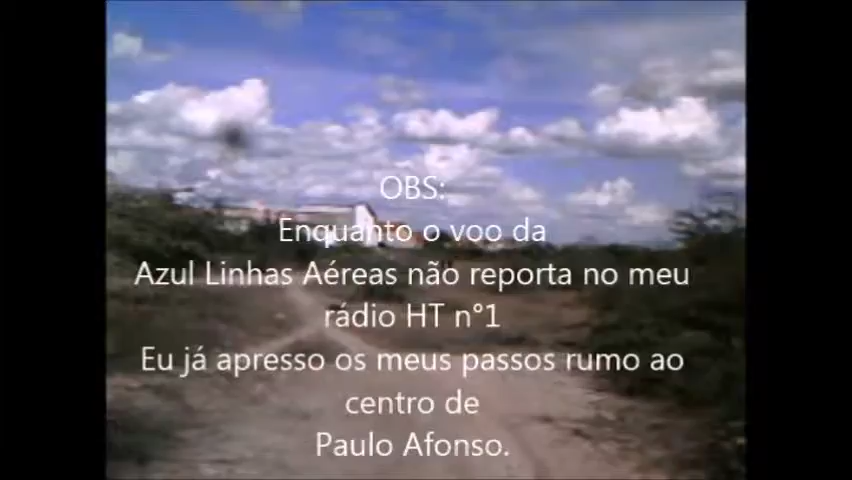 OBS:
Enquanto o voo da
Azul Linhas Aéreas não reporta no meu
rádio HT n°1
Eu já apresso os meus passos rumo ao
centro de
Paulo Afonso.